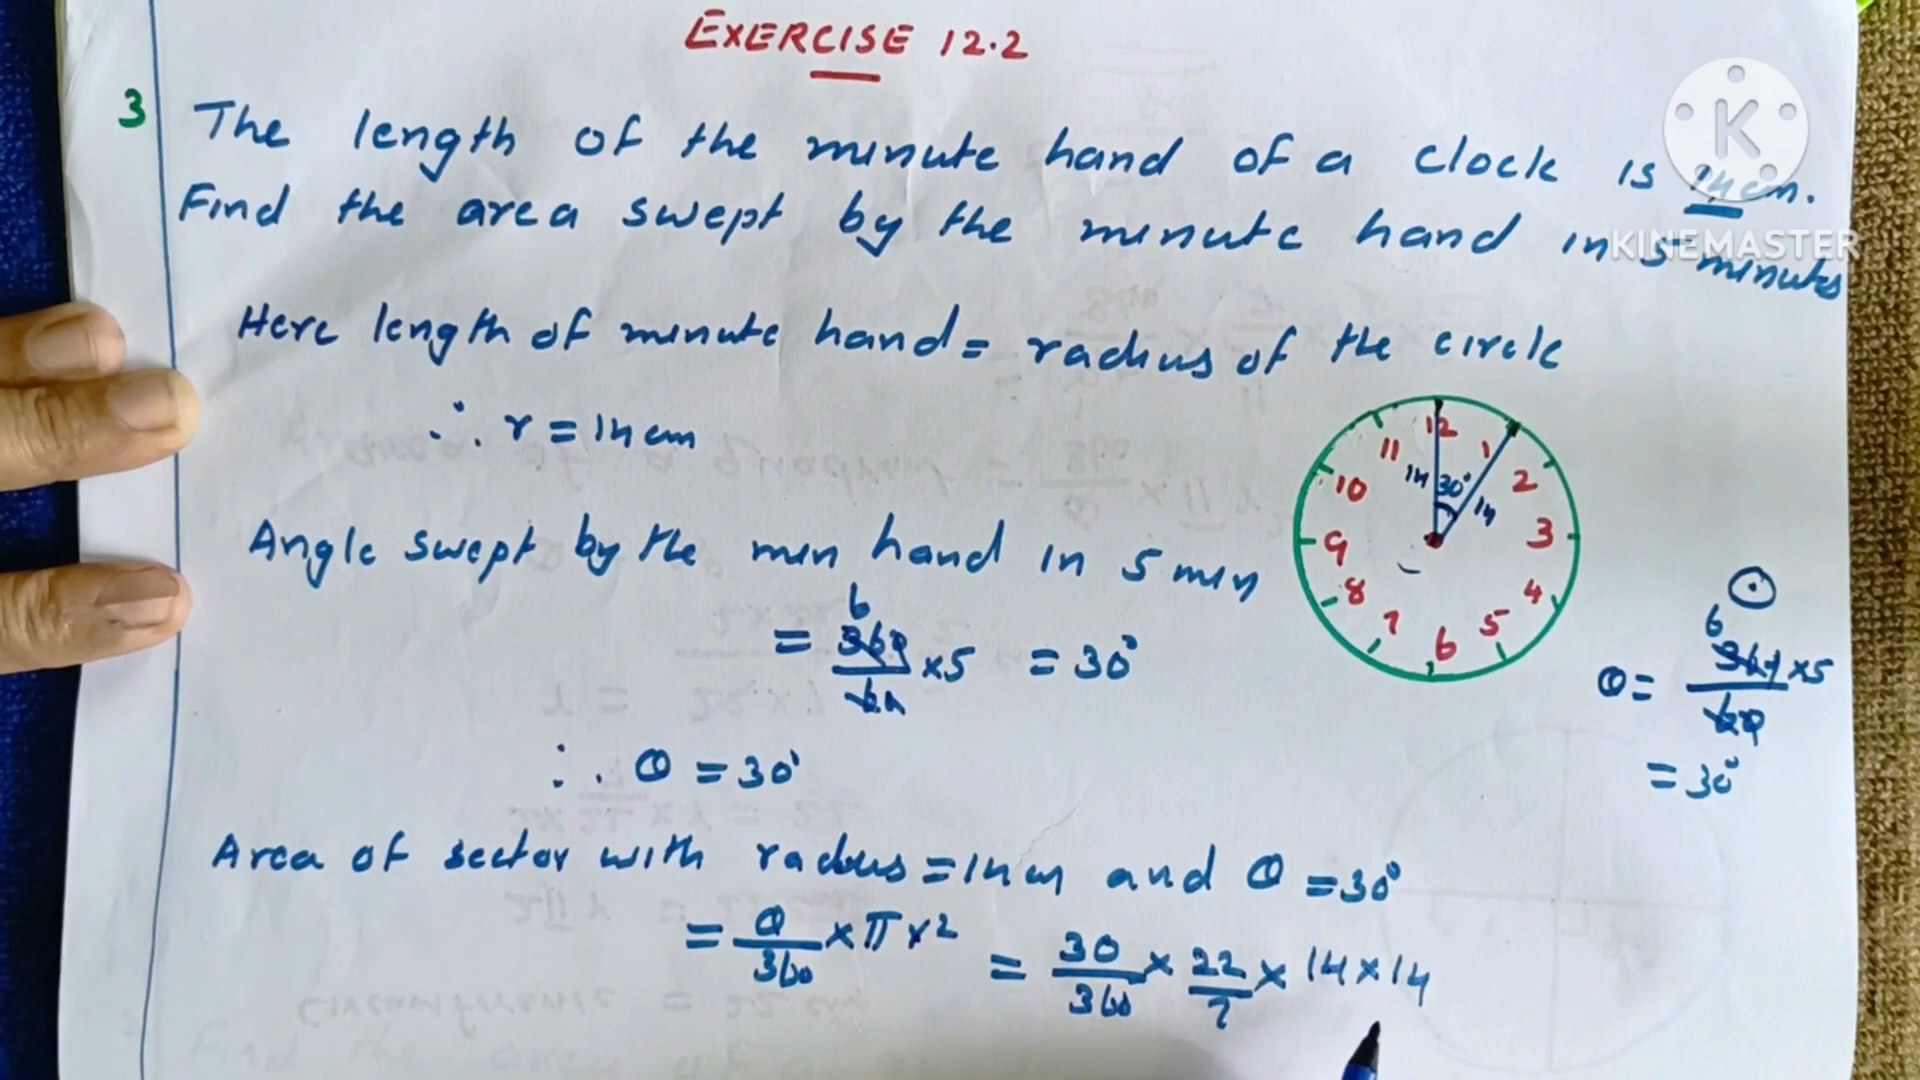 EXERCISE 12.2
3 The length of the minute hand of a clock is 14cm.
Find the area swept by the minute hand in 5 minutes
K
KINEMASTER
Here length of minute hand = radius of the circle
∴ r = 14cm
12 1 2 3 4 5 6 7 8 9 10 11
14 30° 14
Angle swept by the min hand in 5 min
= 360/60 × 5 = 30°
6
∴ θ = 30°
6
θ = 360/60 × 5
= 30°
Area of sector with radius = 14cm and θ = 30°
= θ/360 × πr² = 30/360 × 22/7 × 14 × 14